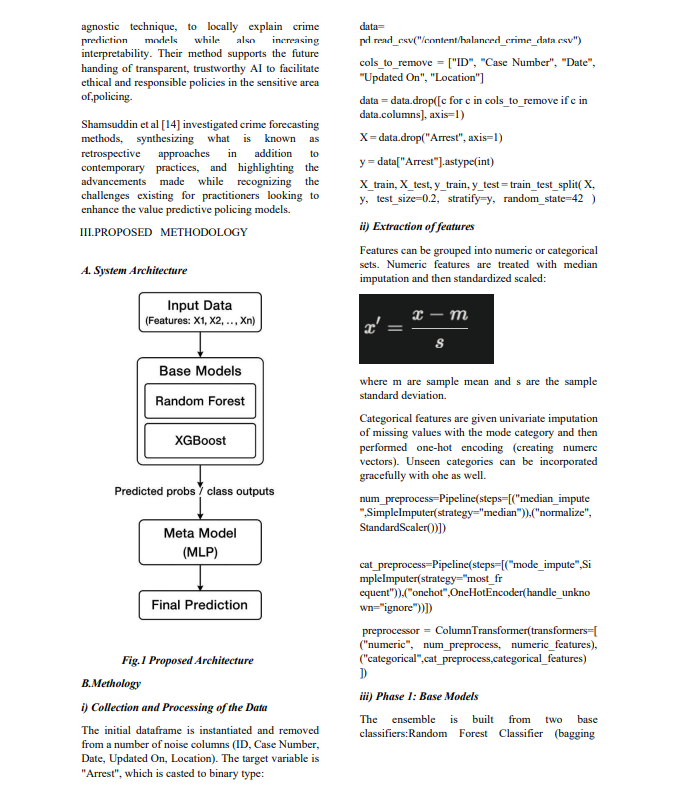 agnostic technique, to locally explain crime
prediction models while also increasing
interpretability. Their method supports the future
handing of transparent, trustworthy AI to facilitate
ethical and responsible policies in the sensitive area
of,policing.
Shamsuddin et al [14] investigated crime forecasting
methods, synthesizing what is known as
retrospective approaches in addition to
contemporary practices, and highlighting the
advancements made while recognizing the
challenges existing for practitioners looking to
enhance the value predictive policing models.
III.PROPOSED METHODOLOGY
A. System Architecture
Input Data
(Features: X1, X2, .., Xn)
Base Models
Random Forest
XGBoost
Predicted probs / class outputs
Meta Model
(MLP)
Final Prediction
Fig.1 Proposed Architecture
B.Methology
i) Collection and Processing of the Data
The initial dataframe is instantiated and removed
from a number of noise columns (ID, Case Number,
Date, Updated On, Location). The target variable is
"Arrest", which is casted to binary type:
data=
pd.read_csv("/content/balanced_crime_data.csv")
cols_to_remove = ["ID", "Case Number", "Date",
"Updated On", "Location"]
data = data.drop([c for c in cols_to_remove if c in
data.columns], axis=1)
X = data.drop("Arrest", axis=1)
y = data["Arrest"].astype(int)
X_train, X_test, y_train, y_test = train_test_split( X,
y, test_size=0.2, stratify=y, random_state=42 )
ii) Extraction of features
Features can be grouped into numeric or categorical
sets. Numeric features are treated with median
imputation and then standardized scaled:
x′ = (x − m) / s
where m are sample mean and s are the sample
standard deviation.
Categorical features are given univariate imputation
of missing values with the mode category and then
performed one-hot encoding (creating numerc
vectors). Unseen categories can be incorporated
gracefully with ohe as well.
num_preprocess=Pipeline(steps=[("median_impute
",SimpleImputer(strategy="median")),("normalize",
StandardScaler())])
cat_preprocess=Pipeline(steps=[("mode_impute",Si
mpleImputer(strategy="most_fr
equent")),("onehot",OneHotEncoder(handle_unkno
wn="ignore"))])
preprocessor = ColumnTransformer(transformers=[
("numeric", num_preprocess, numeric_features),
("categorical",cat_preprocess,categorical_features)
])
iii) Phase 1: Base Models
The ensemble is built from two base
classifiers:Random Forest Classifier (bagging